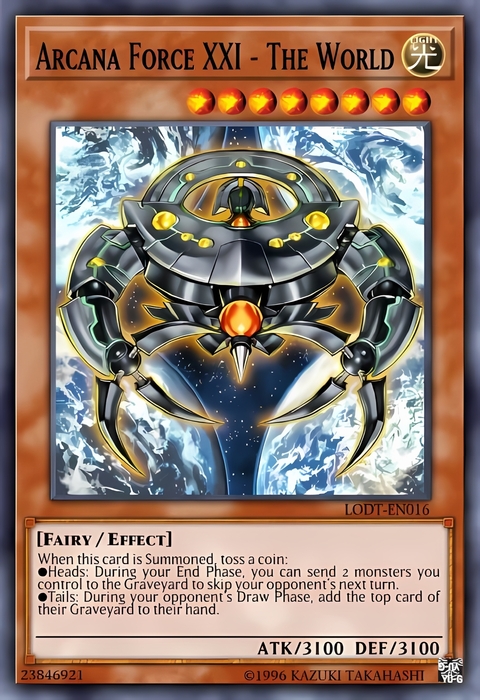 ARCANA FORCE XXI - THE WORLD
LIGHT
光
LODT-EN016
[FAIRY / EFFECT]
When this card is Summoned, toss a coin:
●Heads: During your End Phase, you can send 2 monsters you
control to the Graveyard to skip your opponent's next turn.
●Tails: During your opponent's Draw Phase, add the top card of
their Graveyard to their hand.
ATK/3100 DEF/3100
23846921
©1996 KAZUKI TAKAHASHI